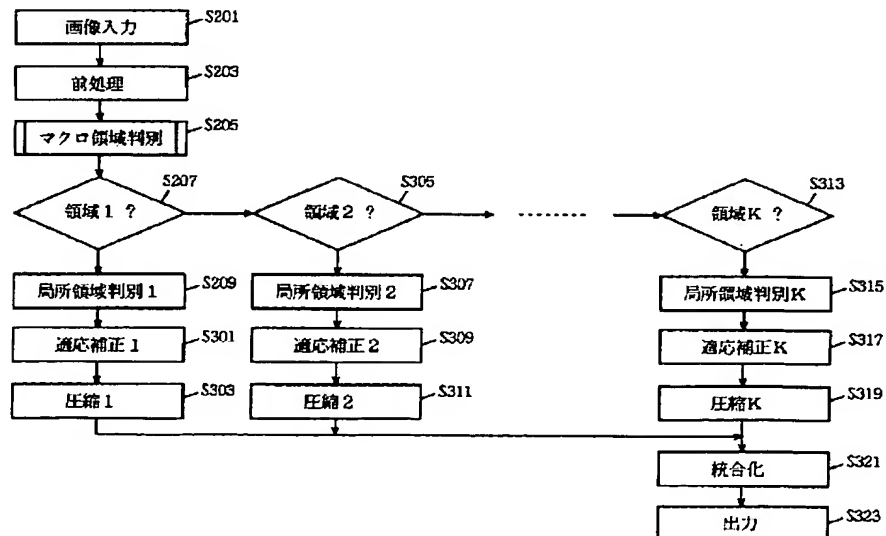 画像入力
S201
前処理
S203
マクロ領域判別
S205
領域1 ?
S207
領域2 ?
S305
‥‥‥‥
領域K ?
S313
局所領域判別1
S209
局所領域判別2
S307
局所領域判別K
S315
適応補正1
S301
適応補正2
S309
適応補正K
S317
圧縮1
S303
圧縮2
S311
圧縮K
S319
統合化
S321
出力
S323